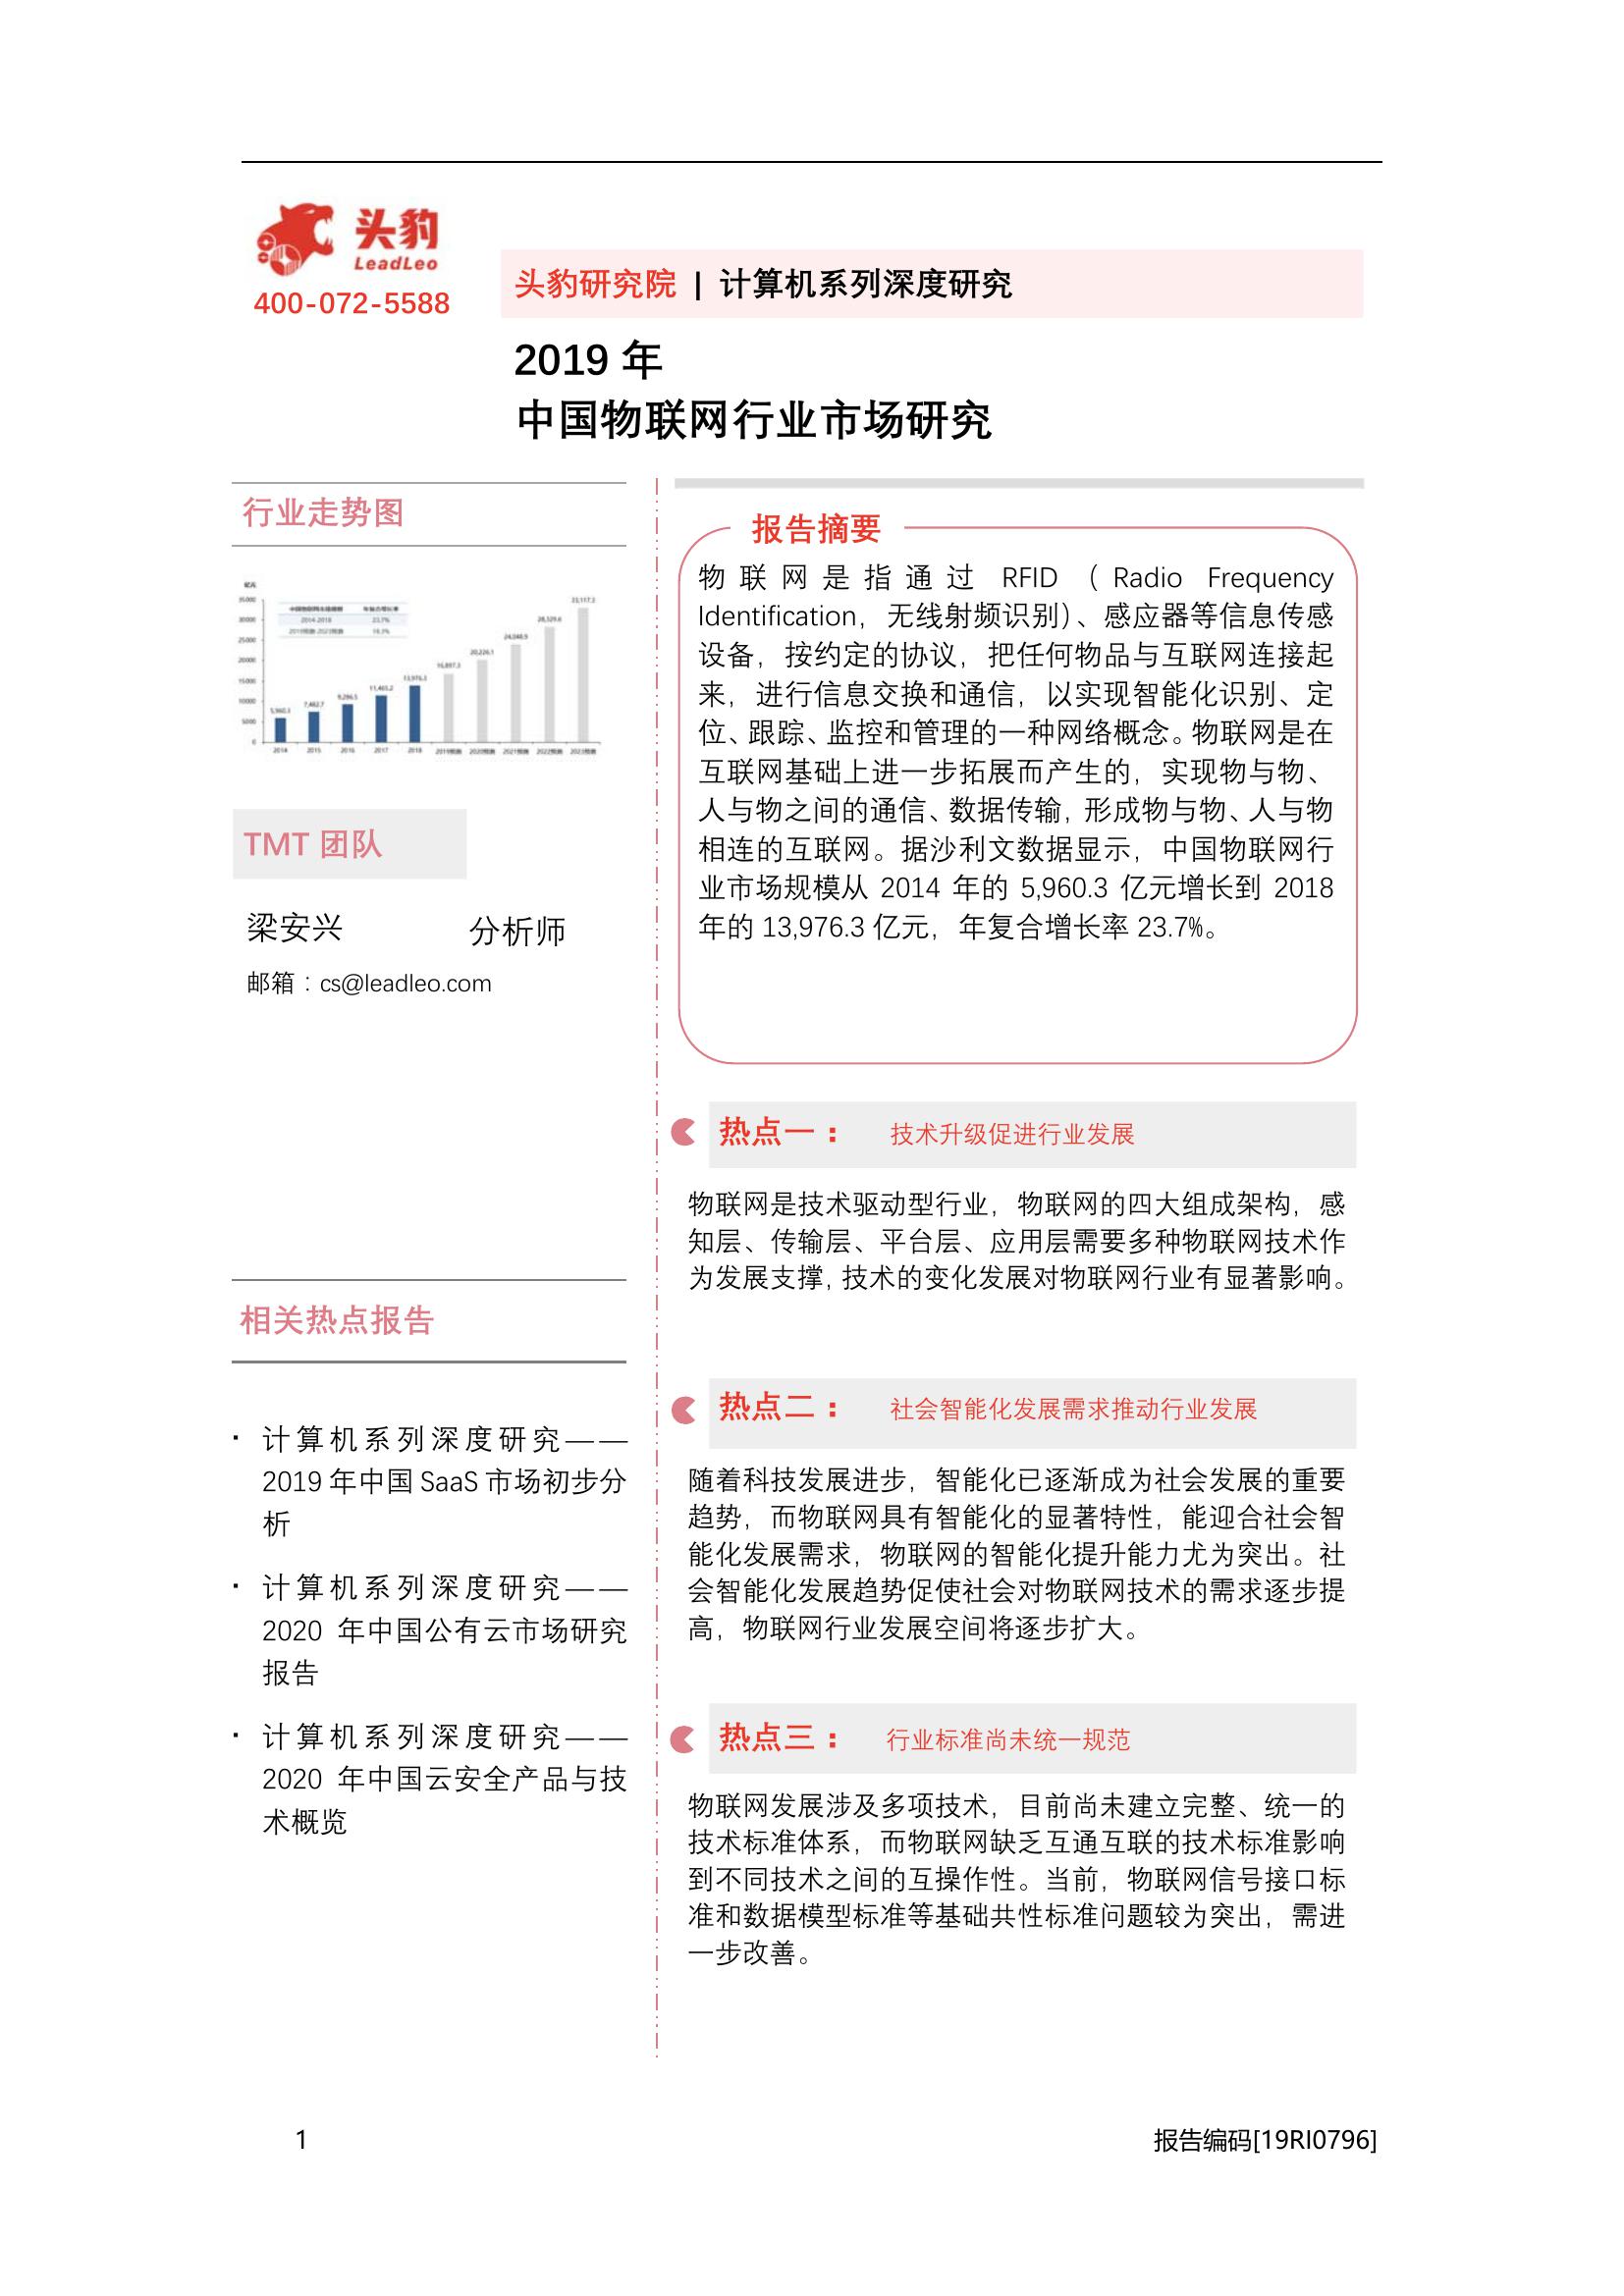 头豹
LeadLeo
400-072-5588
头豹研究院 | 计算机系列深度研究
2019 年
中国物联网行业市场研究
行业走势图
亿元
35000
30000
25000
20000
15000
10000
5000
0
中国物联网市场规模 年复合增长率
2014-2018 23.7%
2019预测-2023预测
5,960.3
7,482.7
9,286.5
11,465.2
13,976.3
16,897.3
20,226.1
24,048.9
28,329.6
33,117.3
2014 2015 2016 2017 2018 2019预测 2020预测 2021预测 2022预测 2023预测
TMT 团队
梁安兴 分析师
邮箱：cs@leadleo.com
相关热点报告
· 计算机系列深度研究——
2019 年中国 SaaS 市场初步分
析
· 计算机系列深度研究——
2020 年中国公有云市场研究
报告
· 计算机系列深度研究——
2020 年中国云安全产品与技
术概览
报告摘要
物联网是指通过 RFID（Radio Frequency
Identification，无线射频识别）、感应器等信息传感
设备，按约定的协议，把任何物品与互联网连接起
来，进行信息交换和通信，以实现智能化识别、定
位、跟踪、监控和管理的一种网络概念。物联网是在
互联网基础上进一步拓展而产生的，实现物与物、
人与物之间的通信、数据传输，形成物与物、人与物
相连的互联网。据沙利文数据显示，中国物联网行
业市场规模从 2014 年的 5,960.3 亿元增长到 2018
年的 13,976.3 亿元，年复合增长率 23.7%。
热点一： 技术升级促进行业发展
物联网是技术驱动型行业，物联网的四大组成架构，感
知层、传输层、平台层、应用层需要多种物联网技术作
为发展支撑，技术的变化发展对物联网行业有显著影响。
热点二： 社会智能化发展需求推动行业发展
随着科技发展进步，智能化已逐渐成为社会发展的重要
趋势，而物联网具有智能化的显著特性，能迎合社会智
能化发展需求，物联网的智能化提升能力尤为突出。社
会智能化发展趋势促使社会对物联网技术的需求逐步提
高，物联网行业发展空间将逐步扩大。
热点三： 行业标准尚未统一规范
物联网发展涉及多项技术，目前尚未建立完整、统一的
技术标准体系，而物联网缺乏互通互联的技术标准影响
到不同技术之间的互操作性。当前，物联网信号接口标
准和数据模型标准等基础共性标准问题较为突出，需进
一步改善。
1 报告编码[19RI0796]